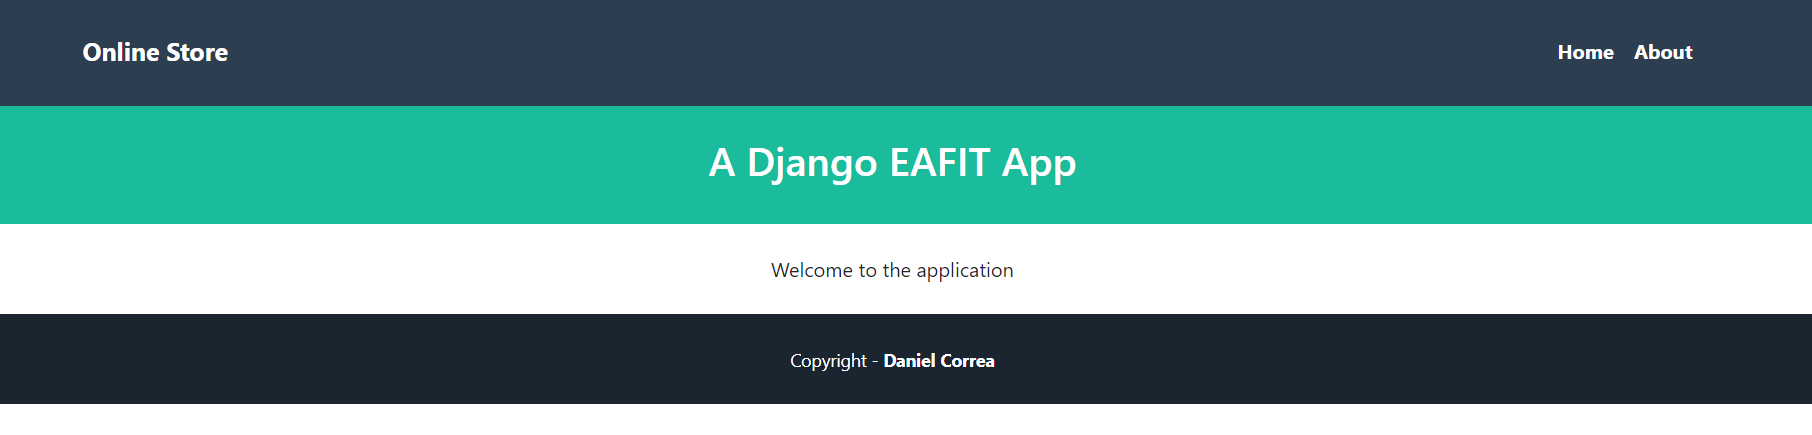 Online Store
Home About
A Django EAFIT App
Welcome to the application
Copyright - Daniel Correa